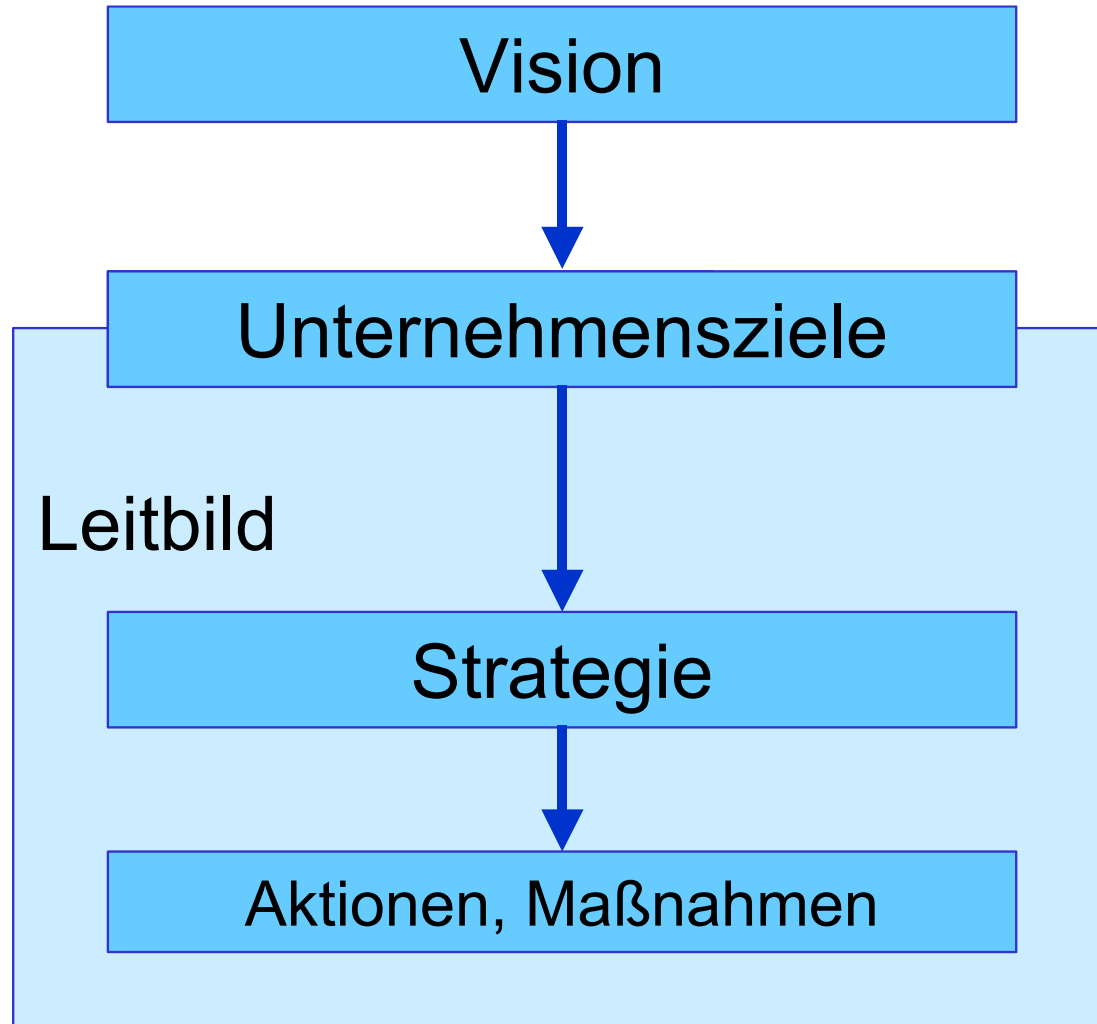 Vision
Unternehmensziele
Leitbild
Strategie
Aktionen, Maßnahmen